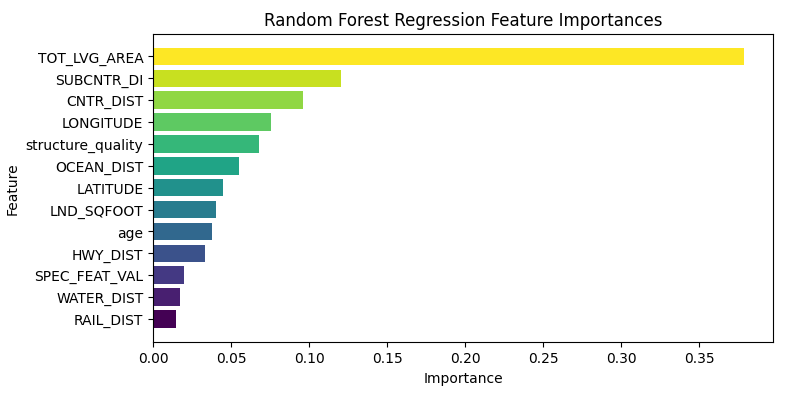 Random Forest Regression Feature Importances
TOT_LVG_AREA
SUBCNTR_DI
CNTR_DIST
LONGITUDE
structure_quality
OCEAN_DIST
LATITUDE
LND_SQFOOT
age
HWY_DIST
SPEC_FEAT_VAL
WATER_DIST
RAIL_DIST
Feature
0.00 0.05 0.10 0.15 0.20 0.25 0.30 0.35
Importance